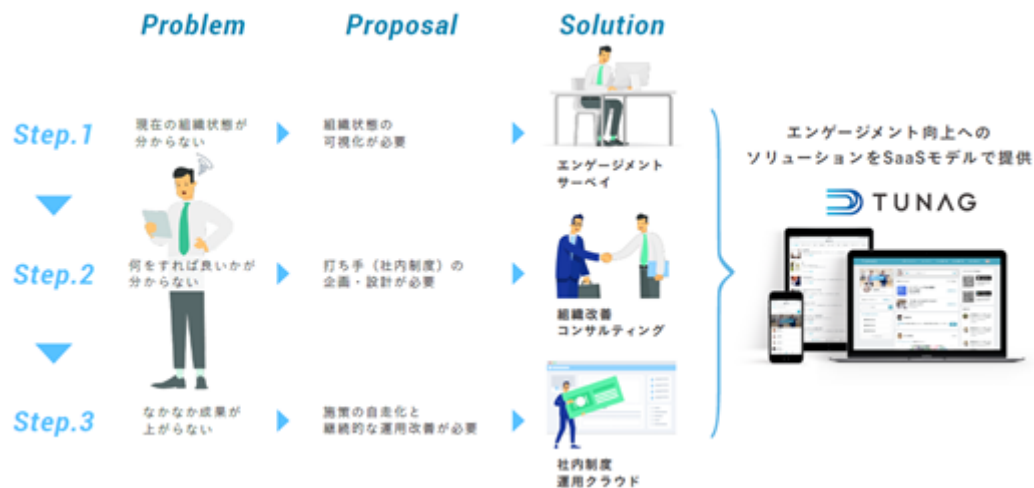 Problem
Proposal
Solution
Step.1
現在の組織状態が
分からない
組織状態の
可視化が必要
エンゲージメント
サーベイ
Step.2
何をすれば良いかが
分からない
打ち手（社内制度）の
企画・設計が必要
組織改善
コンサルティング
Step.3
なかなか成果が
上がらない
施策の自走化と
継続的な運用改善が必要
社内制度
運用クラウド
エンゲージメント向上への
ソリューションをSaaSモデルで提供
TUNAG